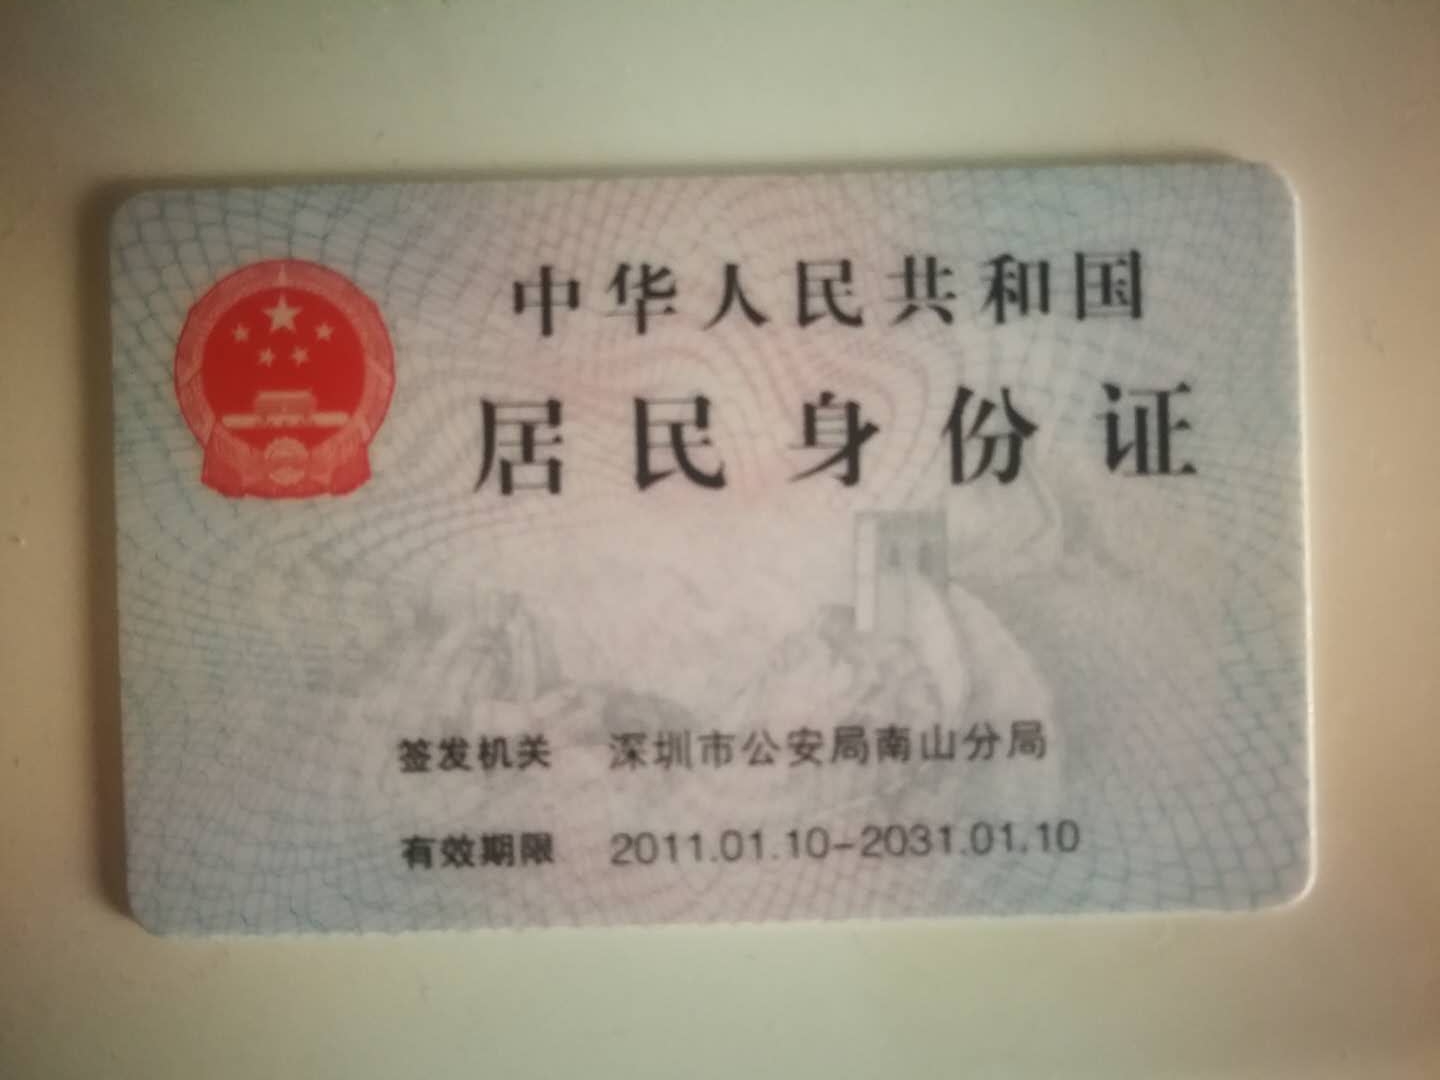 中华人民共和国
居民身份证
签发机关 深圳市公安局南山分局
有效期限 2011.01.10-2031.01.10